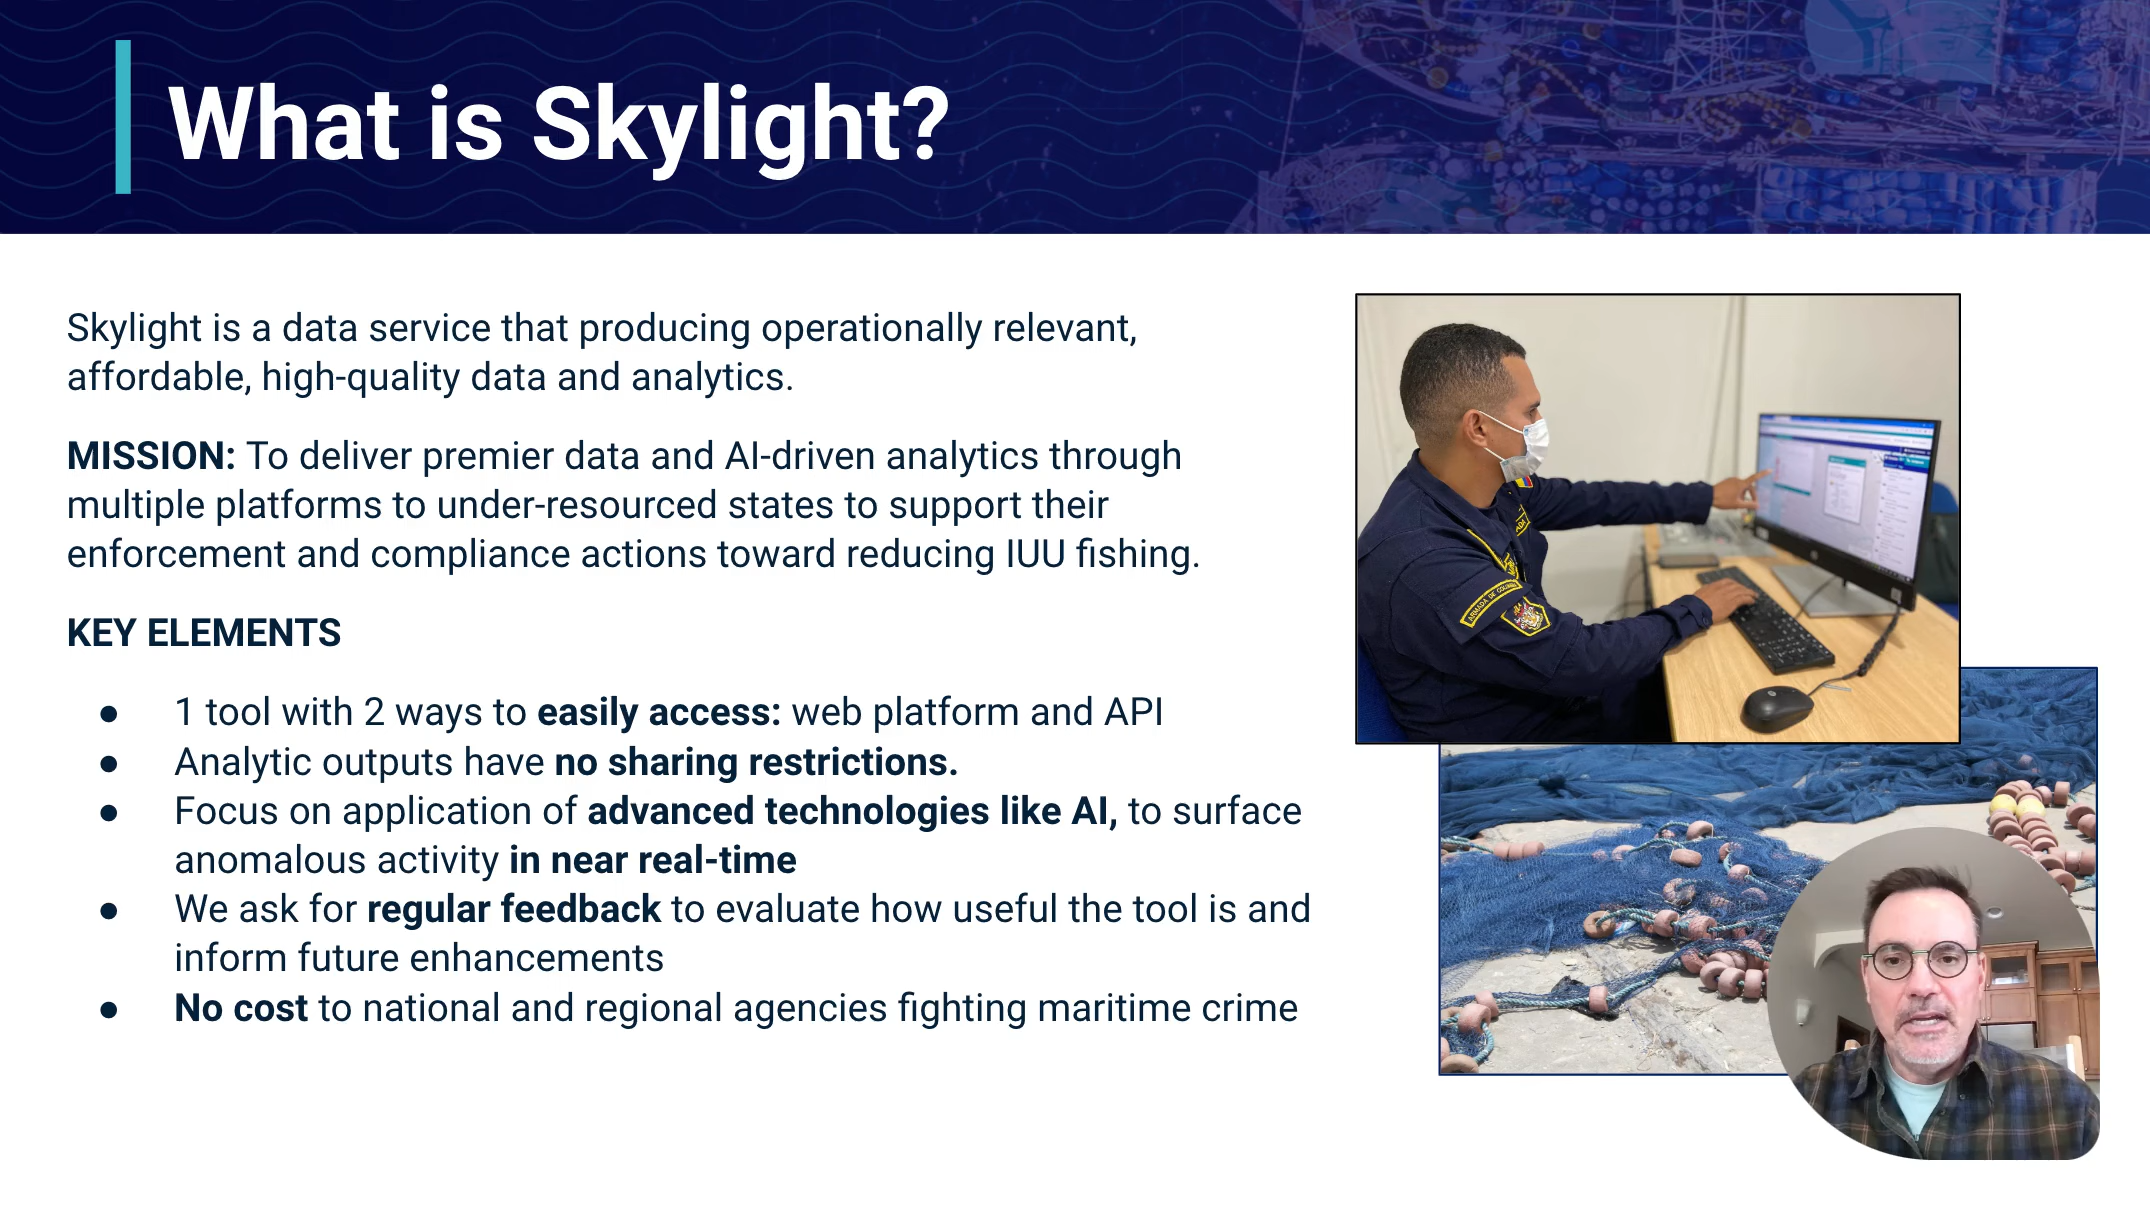 What is Skylight?
Skylight is a data service that producing operationally relevant,
affordable, high-quality data and analytics.
MISSION: To deliver premier data and AI-driven analytics through
multiple platforms to under-resourced states to support their
enforcement and compliance actions toward reducing IUU fishing.
KEY ELEMENTS
● 1 tool with 2 ways to easily access: web platform and API
● Analytic outputs have no sharing restrictions.
● Focus on application of advanced technologies like AI, to surface
anomalous activity in near real-time
● We ask for regular feedback to evaluate how useful the tool is and
inform future enhancements
● No cost to national and regional agencies fighting maritime crime